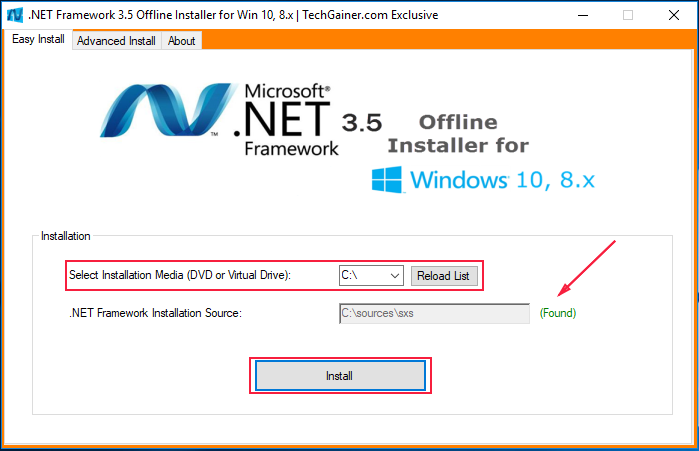 .NET Framework 3.5 Offline Installer for Win 10, 8.x | TechGainer.com Exclusive
Easy Install Advanced Install About
Microsoft®
.NET
Framework
™
3.5 Offline
Installer for
Windows 10, 8.x
Installation
Select Installation Media (DVD or Virtual Drive): C:\ Reload List
.NET Framework Installation Source: C:\sources\sxs (Found)
Install